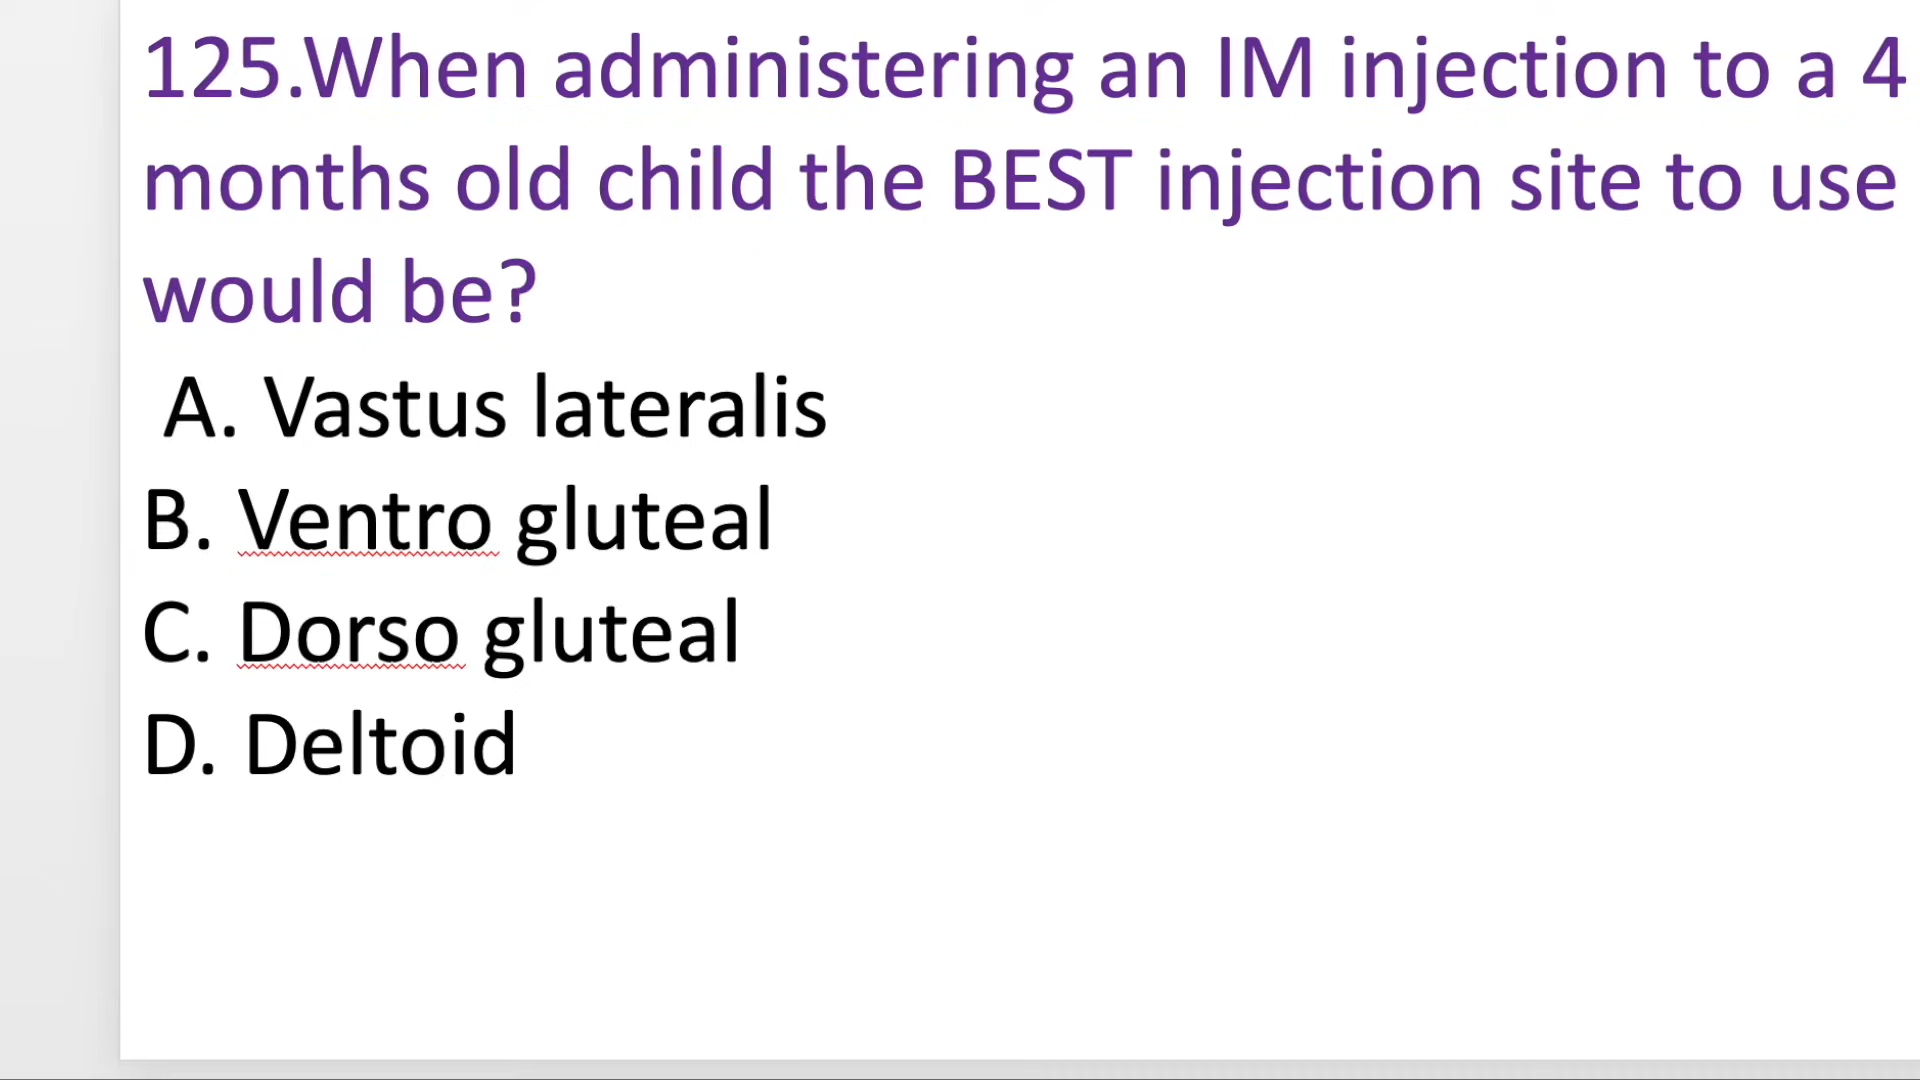 125.When administering an IM injection to a 4
months old child the BEST injection site to use
would be?
A. Vastus lateralis
B. Ventro gluteal
C. Dorso gluteal
D. Deltoid